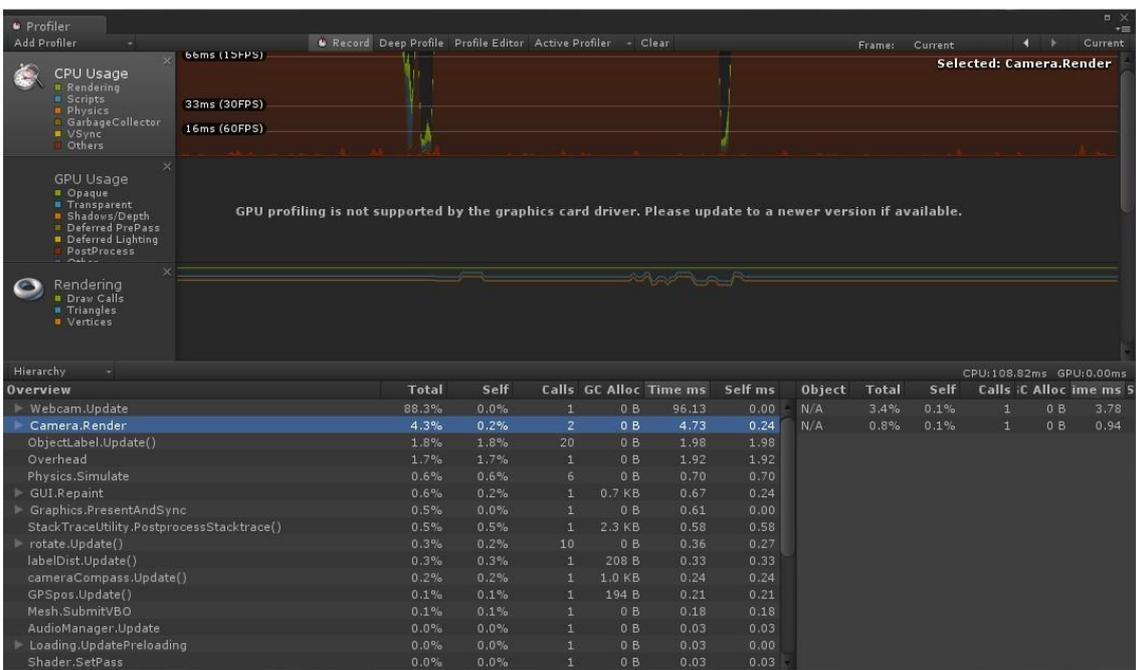 Profiler
Add Profiler Record Deep Profile Profile Editor Active Profiler Clear Frame: Current Current
CPU Usage
Rendering
Scripts
Physics
GarbageCollector
VSync
Others
66ms (15FPS)
33ms (30FPS)
16ms (60FPS)
Selected: Camera.Render
GPU Usage
Opaque
Transparent
Shadows/Depth
Deferred PrePass
Deferred Lighting
PostProcess
GPU profiling is not supported by the graphics card driver. Please update to a newer version if available.
Rendering
Draw Calls
Triangles
Vertices
Hierarchy CPU:108.82ms GPU:0.00ms
Overview Total Self Calls GC Alloc Time ms Self ms Object Total Self Calls C Alloc ime ms S
Webcam.Update 88.3% 0.0% 1 0 B 96.13 0.00 N/A 3.4% 0.1% 1 0 B 3.78
Camera.Render 4.3% 0.2% 2 0 B 4.73 0.24 N/A 0.8% 0.1% 1 0 B 0.94
ObjectLabel.Update() 1.8% 1.8% 20 0 B 1.98 1.98
Overhead 1.7% 1.7% 1 0 B 1.92 1.92
Physics.Simulate 0.6% 0.6% 6 0 B 0.70 0.70
GUI.Repaint 0.6% 0.2% 1 0.7 KB 0.67 0.24
Graphics.PresentAndSync 0.5% 0.0% 1 0 B 0.61 0.00
StackTraceUtility.PostprocessStacktrace() 0.5% 0.5% 1 2.3 KB 0.58 0.58
rotate.Update() 0.3% 0.2% 10 0 B 0.36 0.27
labelDist.Update() 0.3% 0.3% 1 208 B 0.33 0.33
cameraCompass.Update() 0.2% 0.2% 1 1.0 KB 0.24 0.24
GPSpos.Update() 0.1% 0.1% 1 194 B 0.21 0.21
Mesh.SubmitVBO 0.1% 0.1% 1 0 B 0.18 0.18
AudioManager.Update 0.0% 0.0% 1 0 B 0.03 0.03
Loading.UpdatePreloading 0.0% 0.0% 1 0 B 0.03 0.00
Shader.SetPass 0.0% 0.0% 1 0 B 0.03 0.03